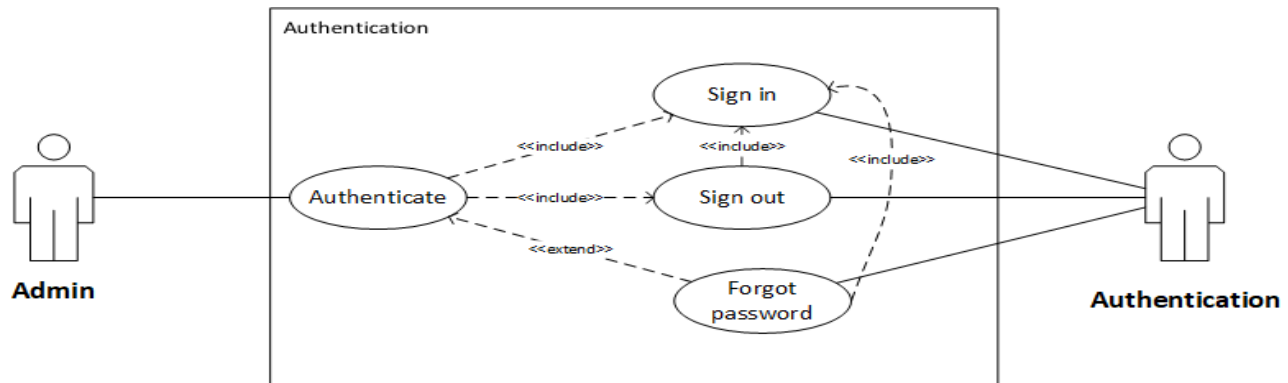 Authentication
Sign in
<<include>>
<<include>>
<<include>>
Authenticate
<<include>>
Sign out
<<extend>>
Forgot
password
Admin
Authentication